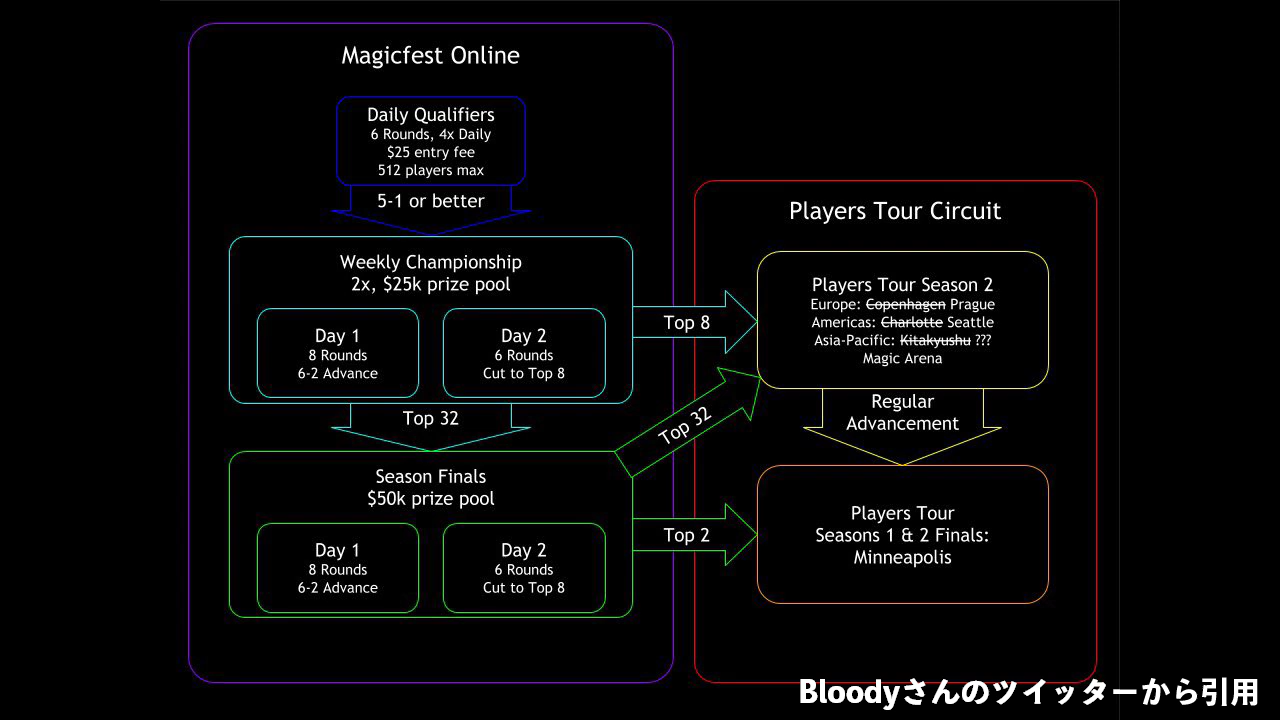 Magicfest Online
Daily Qualifiers
6 Rounds, 4x Daily
$25 entry fee
512 players max
5-1 or better
Weekly Championship
2x, $25k prize pool
Day 1
8 Rounds
6-2 Advance
Day 2
6 Rounds
Cut to Top 8
Top 32
Season Finals
$50k prize pool
Day 1
8 Rounds
6-2 Advance
Day 2
6 Rounds
Cut to Top 8
Top 8
Top 32
Top 2
Players Tour Circuit
Players Tour Season 2
Europe: Copenhagen Prague
Americas: Charlotte Seattle
Asia-Pacific: Kitakyushu ???
Magic Arena
Regular
Advancement
Players Tour
Seasons 1 & 2 Finals:
Minneapolis
Bloodyさんのツイッターから引用